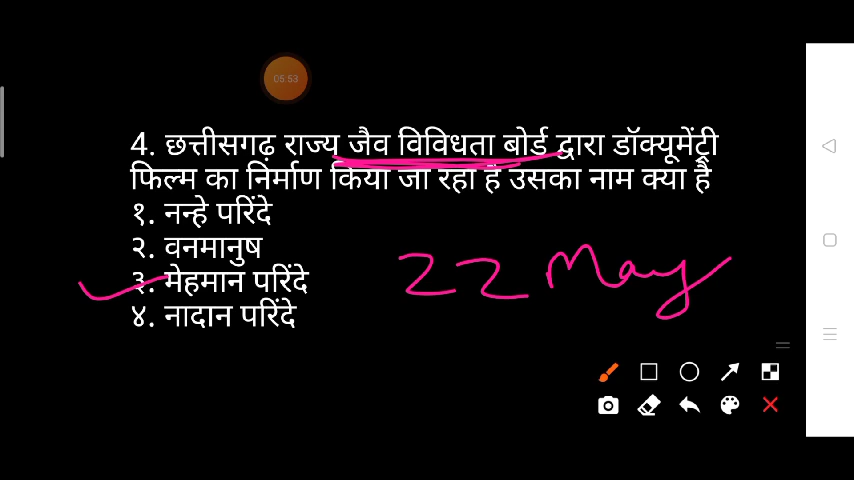 05:53
4. छत्तीसगढ़ राज्य जैव विविधता बोर्ड द्वारा डॉक्यूमेंट्री
फिल्म का निर्माण किया जा रहा है उसका नाम क्या है
१. नन्हे परिंदे
२. वनमानुष
३. मेहमान परिंदे
22 May
४. नादान परिंदे